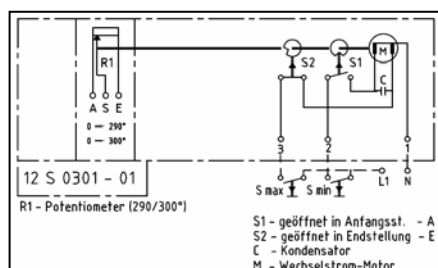 R1
S2
S1
M
C
A S E
0 — 290°
0 — 300°
3 2 1
12 S 0301 - 01
S max
S min
L1 N
R1 - Potentiometer (290/300°)
S1 - geöffnet in Anfangsst. - A
S2 - geöffnet in Endstellung - E
C - Kondensator
M - Wechselstrom-Motor